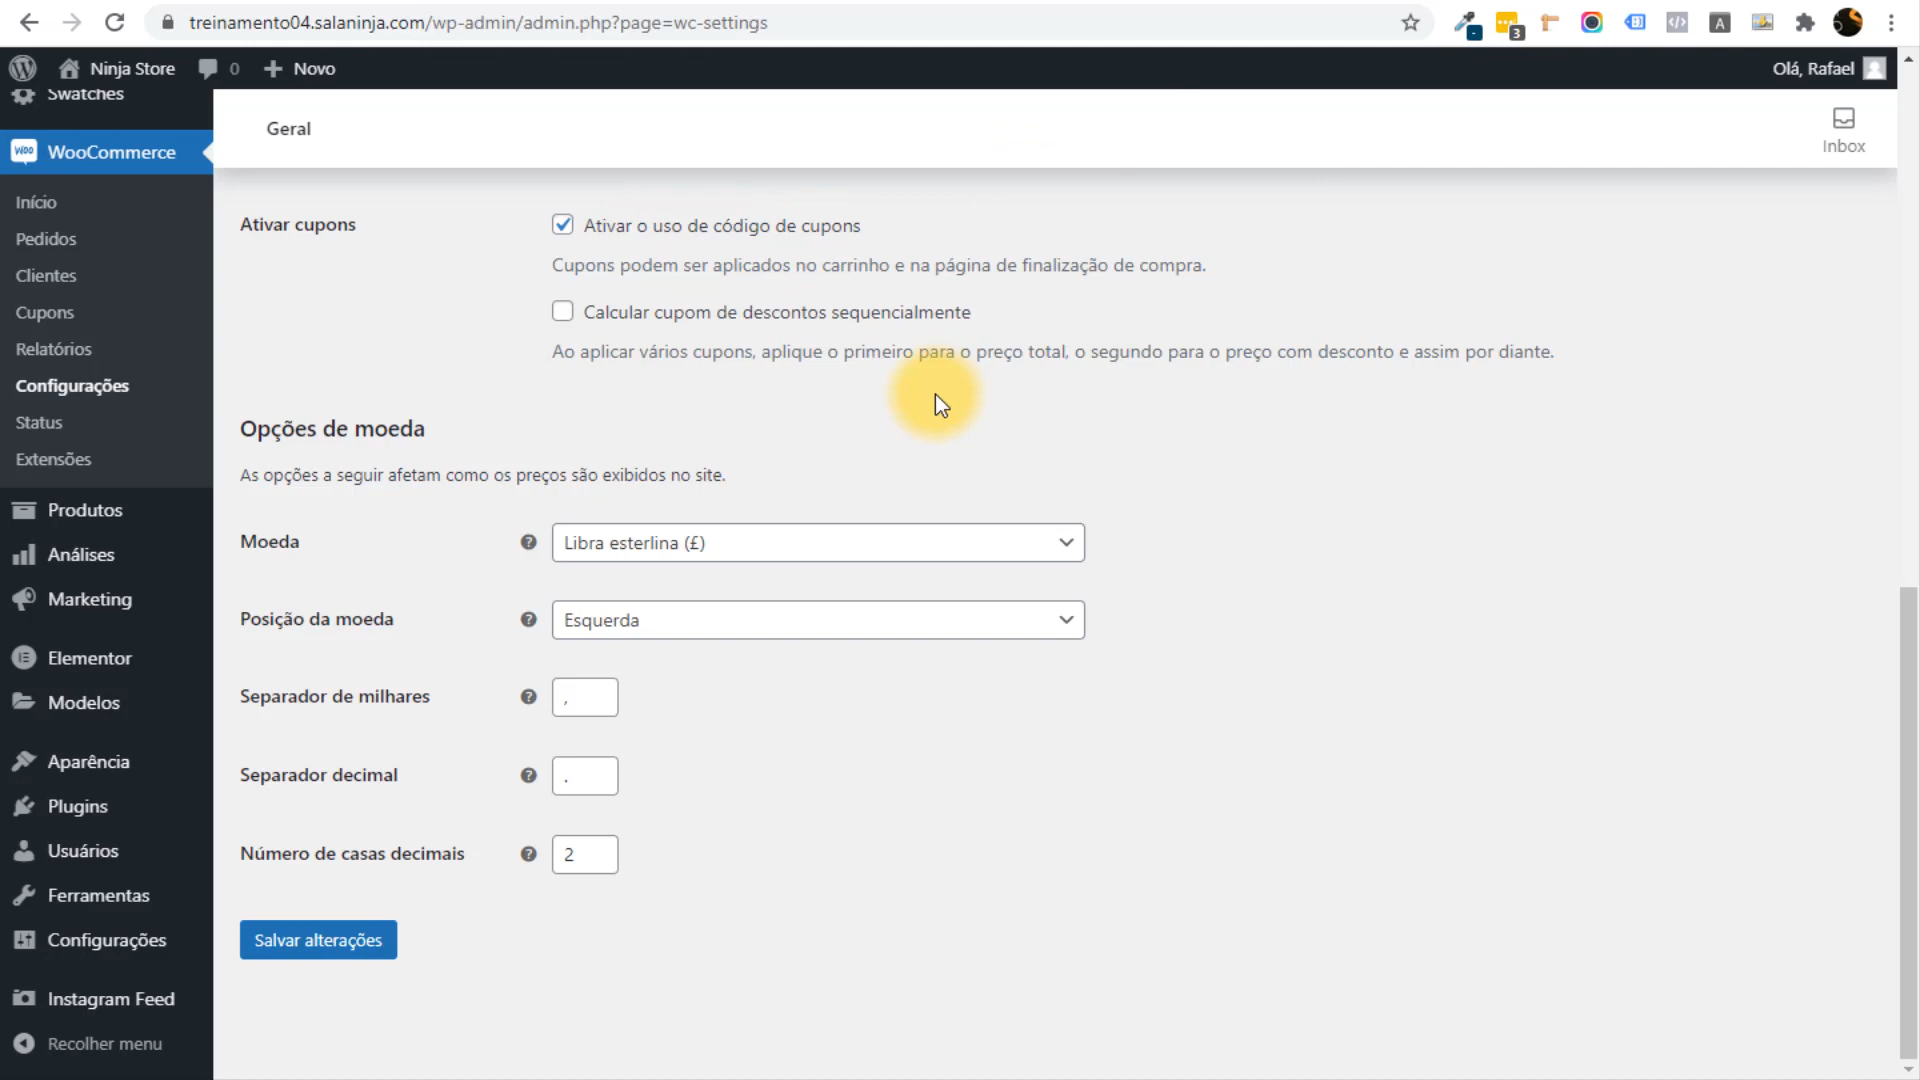 treinamento04.salaninja.com/wp-admin/admin.php?page=wc-settings
3
A
Ninja Store
0
Novo
Olá, Rafael
Swatches
Woo
WooCommerce
Início
Pedidos
Clientes
Cupons
Relatórios
Configurações
Status
Extensões
Produtos
Análises
Marketing
Elementor
Modelos
Aparência
Plugins
Usuários
Ferramentas
Configurações
Instagram Feed
Recolher menu
Geral
Inbox
Ativar cupons
Ativar o uso de código de cupons
Cupons podem ser aplicados no carrinho e na página de finalização de compra.
Calcular cupom de descontos sequencialmente
Ao aplicar vários cupons, aplique o primeiro para o preço total, o segundo para o preço com desconto e assim por diante.
Opções de moeda
As opções a seguir afetam como os preços são exibidos no site.
Moeda
Libra esterlina (£)
Posição da moeda
Esquerda
Separador de milhares
,
Separador decimal
.
Número de casas decimais
2
Salvar alterações